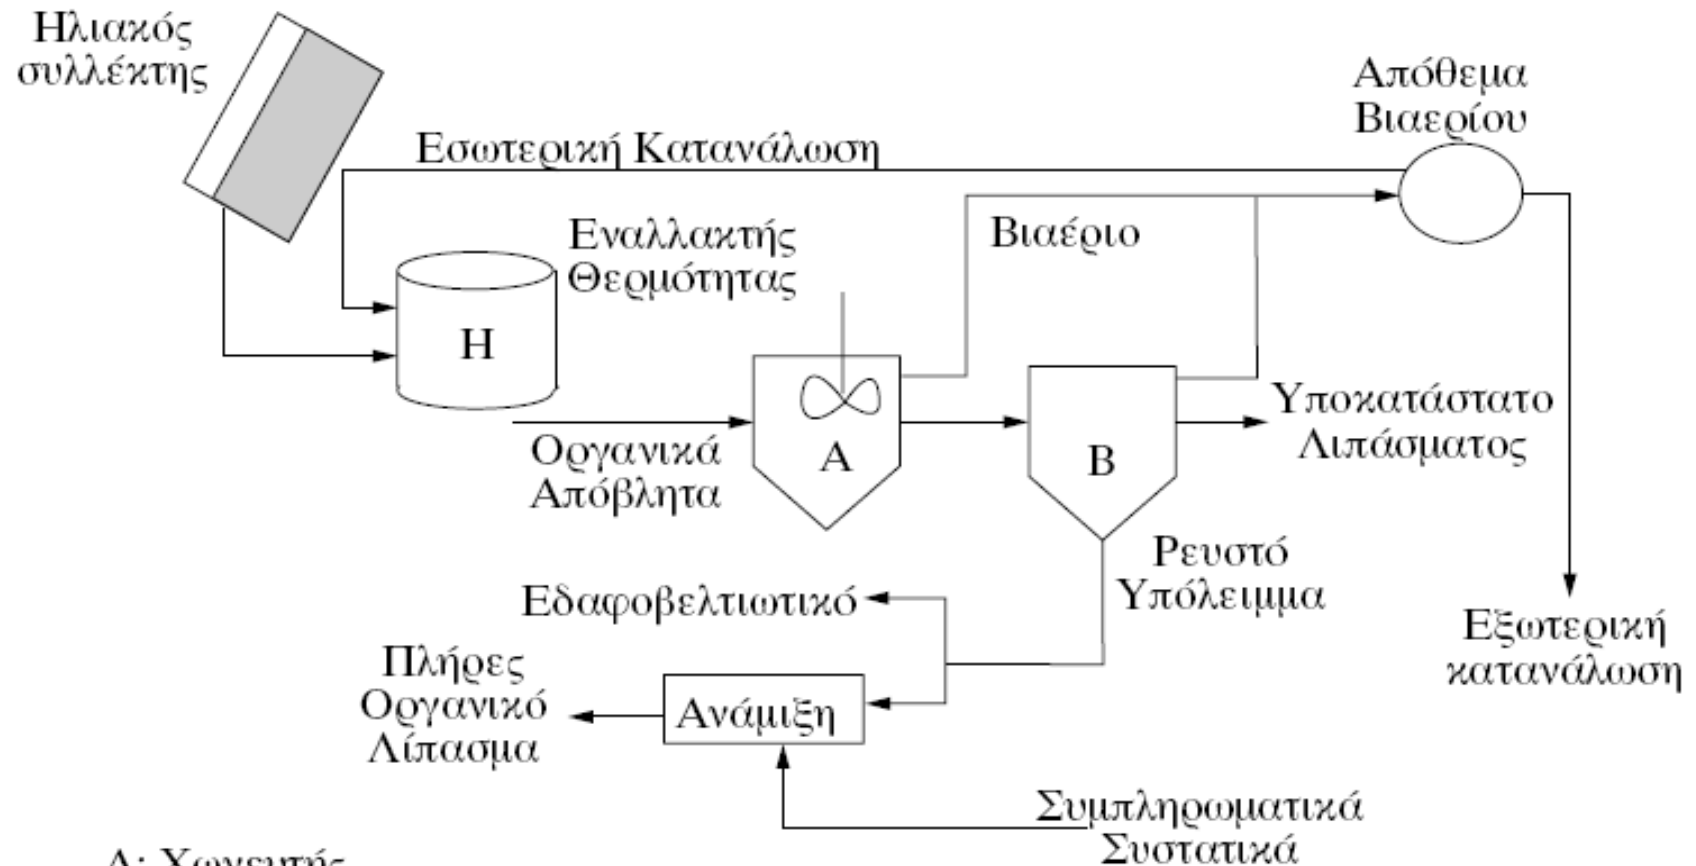 Ηλιακός
συλλέκτης
Απόθεμα
Βιαερίου
Εσωτερική Κατανάλωση
Εναλλακτής
Θερμότητας
Βιαέριο
Η
Οργανικά
Απόβλητα
Α
Β
Υποκατάστατο
Λιπάσματος
Ρευστό
Υπόλειμμα
Εδαφοβελτιωτικό
Εξωτερική
κατανάλωση
Πλήρες
Οργανικό
Λίπασμα
Ανάμιξη
Συμπληρωματικά
Συστατικά
Α: Χωνευτής